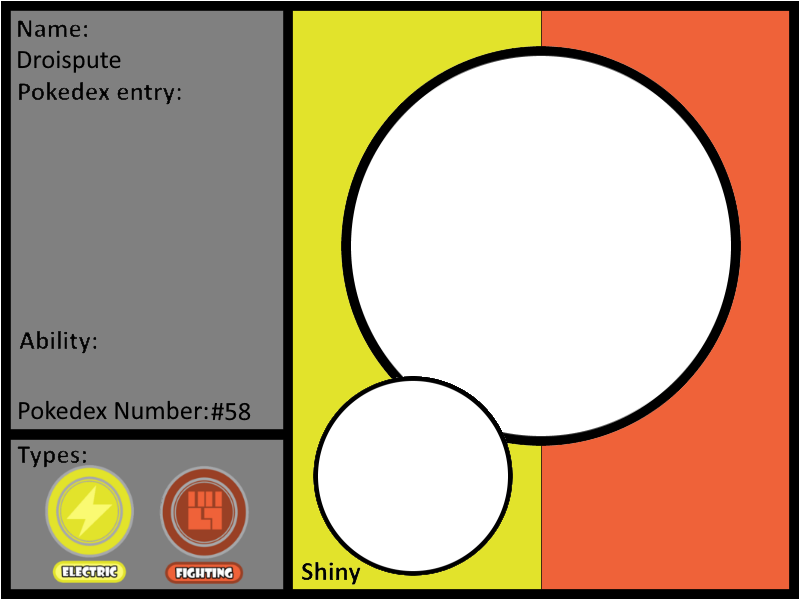 Name:
Droispute
Pokedex entry:
Ability:
Pokedex Number:#58
Types:
ELECTRIC
FIGHTING
Shiny